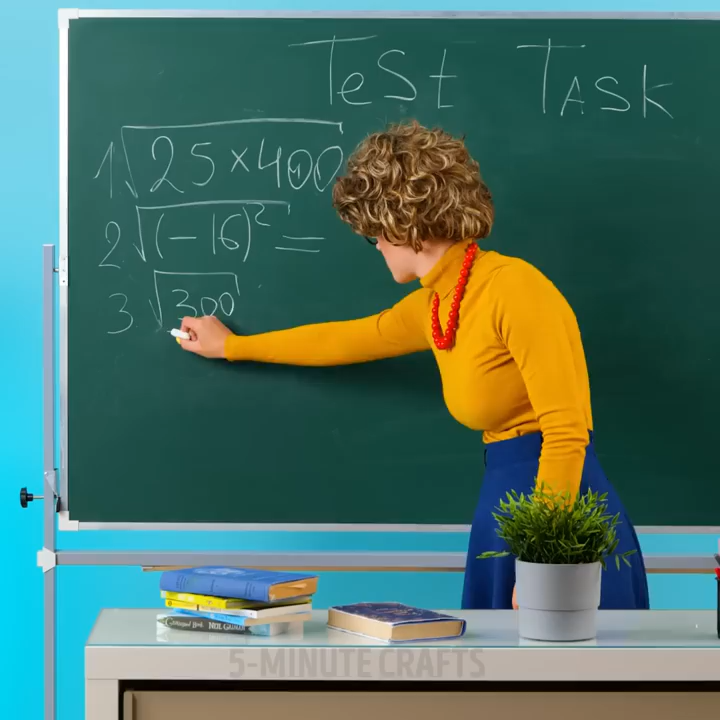 TeSt TASk
1 √25×400
2 √(-16)² =
3 √300
5-MINUTE CRAFTS